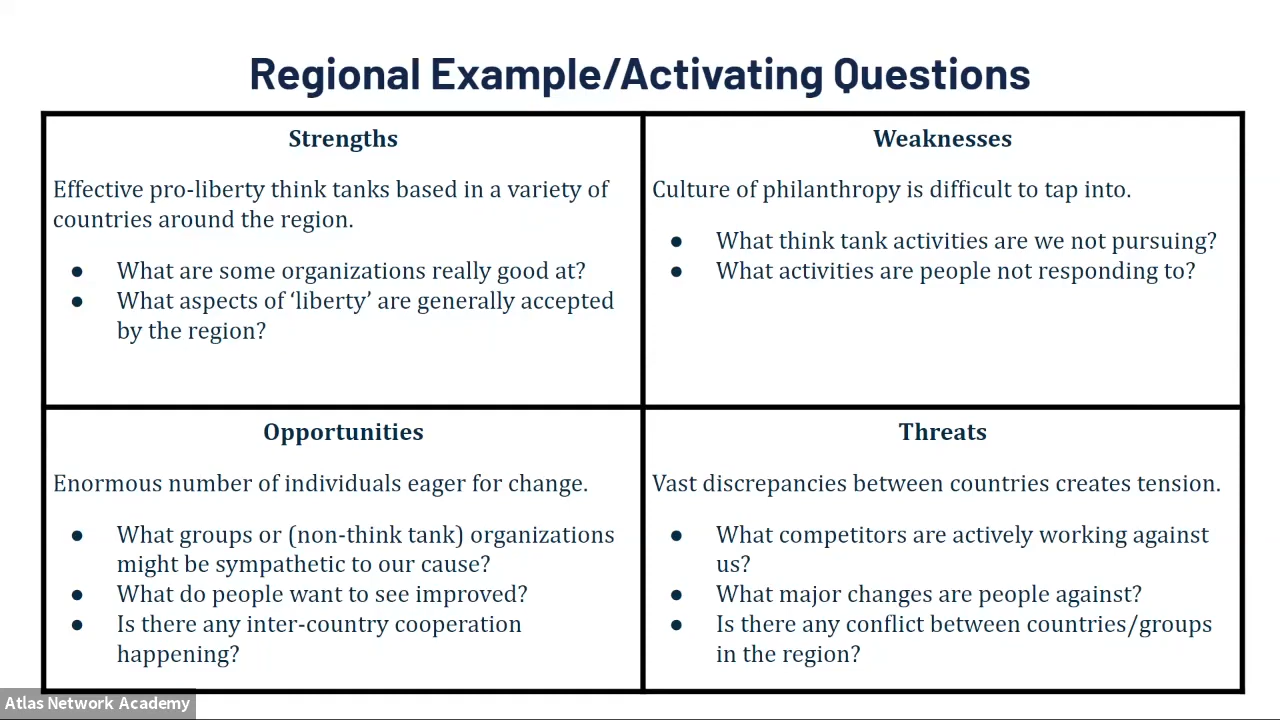 Regional Example/Activating Questions
Strengths
Effective pro-liberty think tanks based in a variety of
countries around the region.
● What are some organizations really good at?
● What aspects of ‘liberty’ are generally accepted
by the region?
Weaknesses
Culture of philanthropy is difficult to tap into.
● What think tank activities are we not pursuing?
● What activities are people not responding to?
Opportunities
Enormous number of individuals eager for change.
● What groups or (non-think tank) organizations
might be sympathetic to our cause?
● What do people want to see improved?
● Is there any inter-country cooperation
happening?
Threats
Vast discrepancies between countries creates tension.
● What competitors are actively working against
us?
● What major changes are people against?
● Is there any conflict between countries/groups
in the region?
Atlas Network Academy